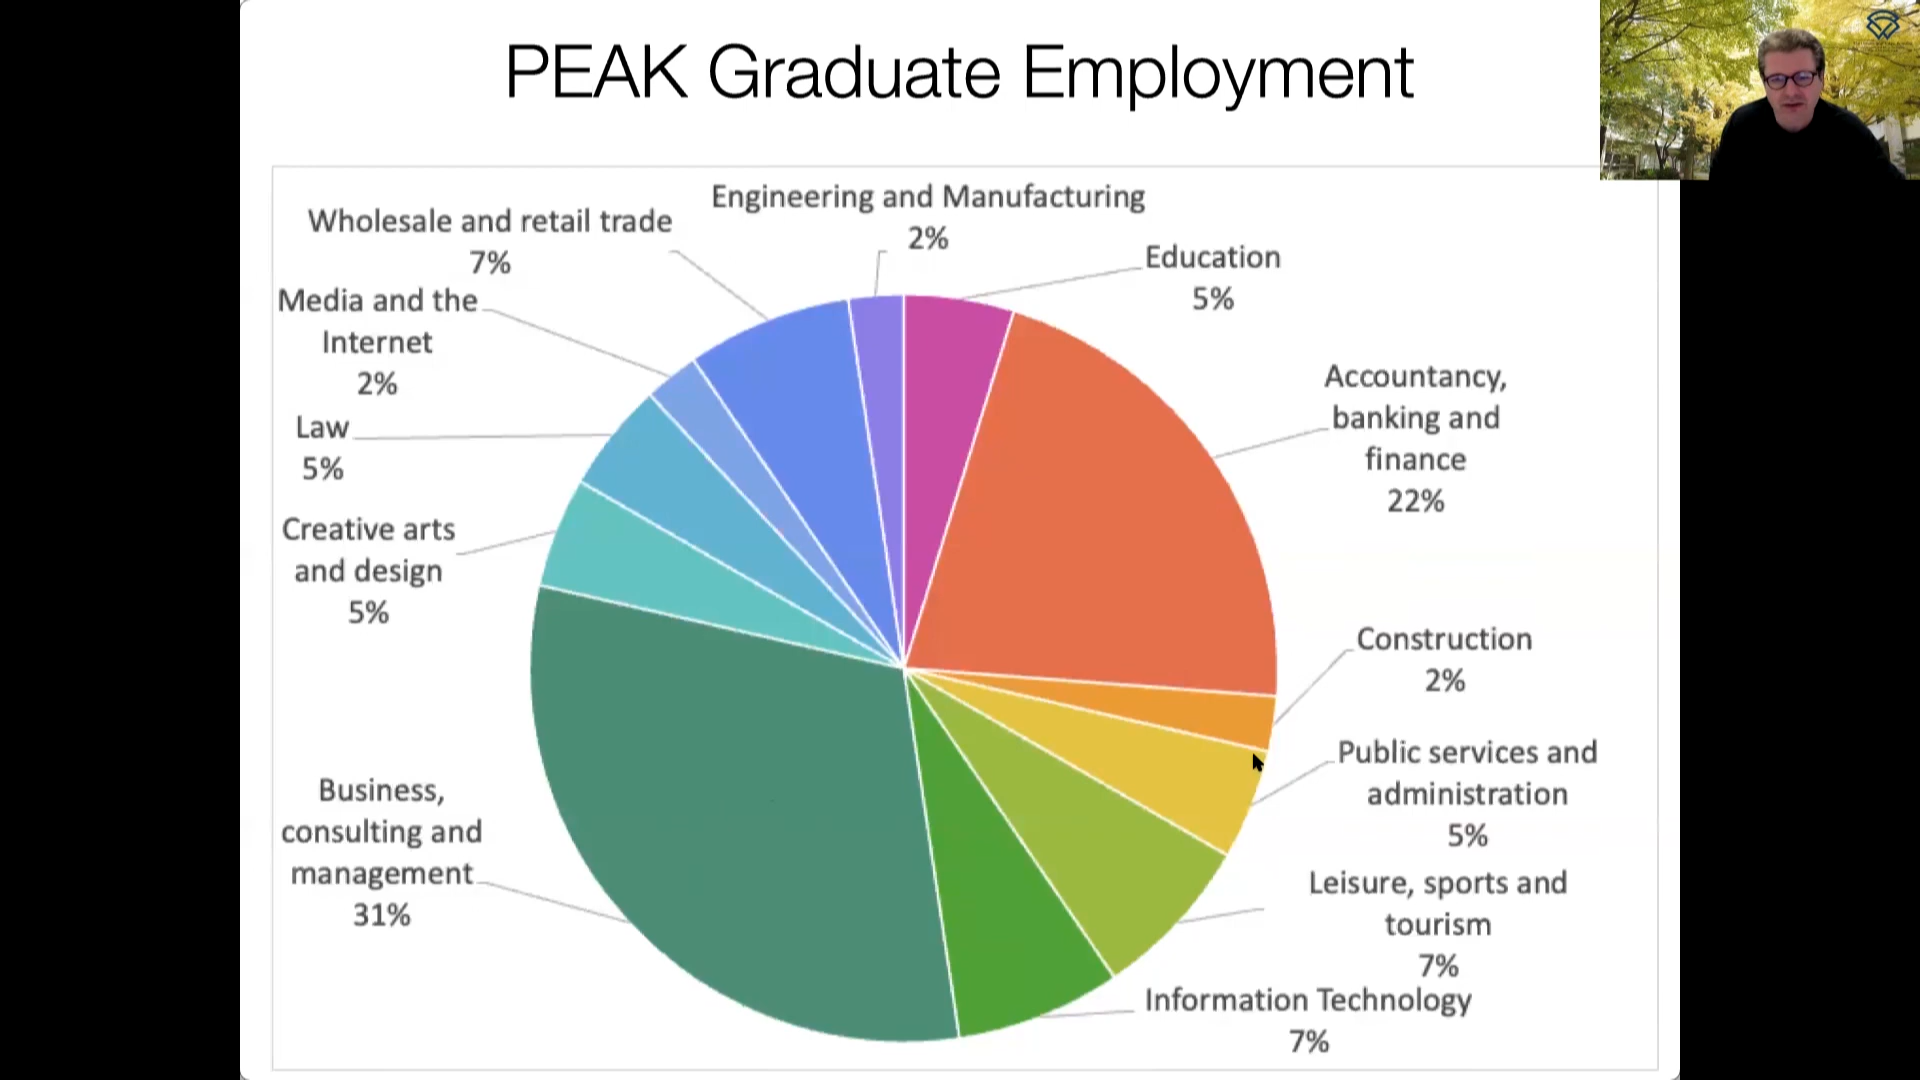 PEAK Graduate Employment
Engineering and Manufacturing
2%
Wholesale and retail trade
7%
Education
5%
Media and the
Internet
2%
Accountancy,
banking and
finance
22%
Law
5%
Creative arts
and design
5%
Construction
2%
Public services and
administration
5%
Business,
consulting and
management
31%
Leisure, sports and
tourism
7%
Information Technology
7%